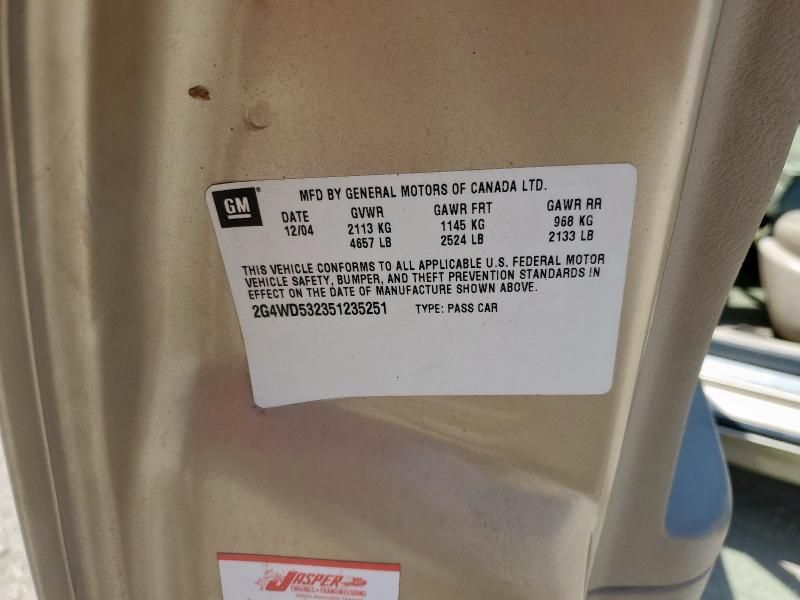 GM
MFD BY GENERAL MOTORS OF CANADA LTD.
DATE GVWR GAWR FRT GAWR RR
12/04 2113 KG 1145 KG 968 KG
4657 LB 2524 LB 2133 LB
THIS VEHICLE CONFORMS TO ALL APPLICABLE U.S. FEDERAL MOTOR
VEHICLE SAFETY, BUMPER, AND THEFT PREVENTION STANDARDS IN
EFFECT ON THE DATE OF MANUFACTURE SHOWN ABOVE.
2G4WD532351235251 TYPE: PASS CAR
JASPER
ENGINES & TRANSMISSIONS